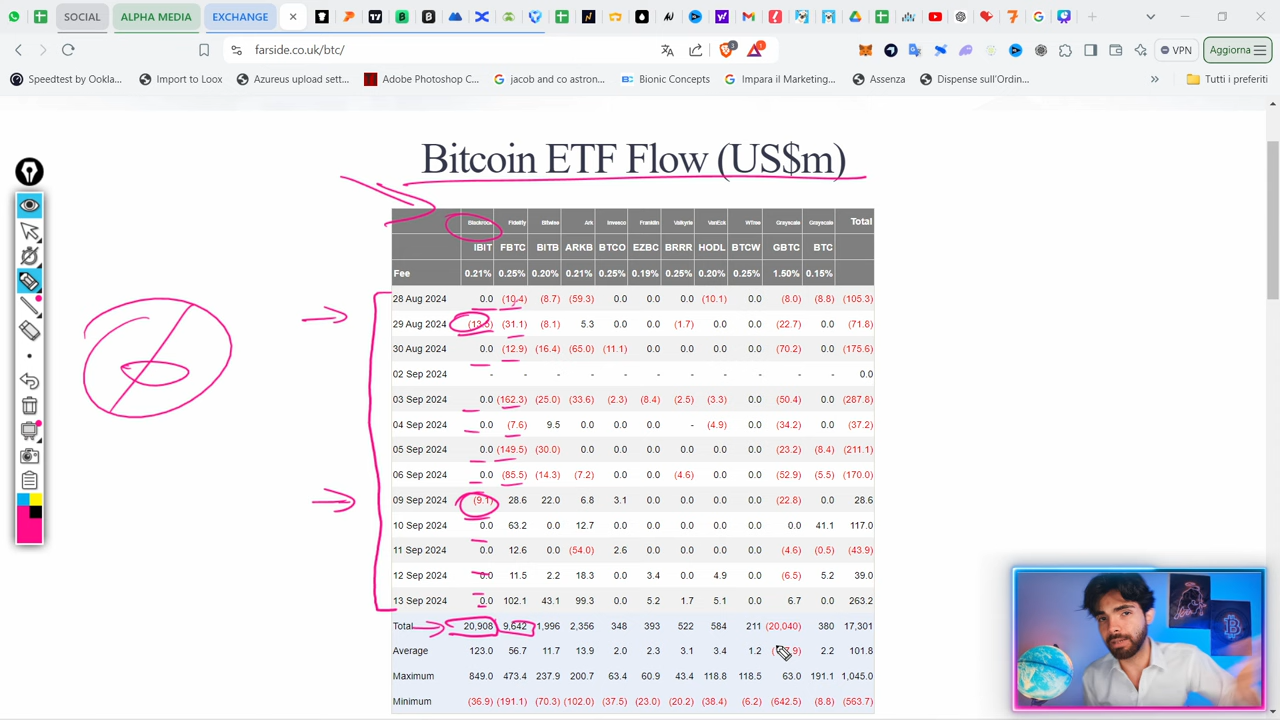 SOCIAL ALPHA MEDIA EXCHANGE
farside.co.uk/btc/ VPN Aggiorna
Speedtest by Ookla... Import to Loox Azureus upload sett... Adobe Photoshop C... jacob and co astron... Bionic Concepts Impara il Marketing... Assenza Dispense sull'Ordin... Tutti i preferiti
Bitcoin ETF Flow (US$m)
Blackrock Fidelity Bitwise Ark Invesco Franklin Valkyrie VanEck WTree Grayscale Grayscale Total
IBIT FBTC BITB ARKB BTCO EZBC BRRR HODL BTCW GBTC BTC
Fee 0.21% 0.25% 0.20% 0.21% 0.25% 0.19% 0.25% 0.20% 0.25% 1.50% 0.15%
28 Aug 2024 0.0 (10.4) (8.7) (59.3) 0.0 0.0 0.0 (10.1) 0.0 (8.0) (8.8) (105.3)
29 Aug 2024 (31.1) (8.1) 5.3 0.0 0.0 (1.7) 0.0 0.0 (22.7) 0.0 (71.8)
30 Aug 2024 0.0 (12.9) (16.4) (65.0) (11.1) 0.0 0.0 0.0 0.0 (70.2) 0.0 (175.6)
02 Sep 2024 - - - - - - - - - - - 0.0
03 Sep 2024 0.0 (162.3) (25.0) (33.6) (2.3) (8.4) (2.5) (3.3) 0.0 (50.4) 0.0 (287.8)
04 Sep 2024 0.0 (7.6) 9.5 0.0 0.0 0.0 - (4.9) 0.0 (34.2) 0.0 (37.2)
05 Sep 2024 0.0 (149.5) (30.0) 0.0 0.0 0.0 0.0 0.0 0.0 (23.2) (8.4) (211.1)
06 Sep 2024 0.0 (85.5) (14.3) (7.2) 0.0 0.0 (4.6) 0.0 0.0 (52.9) (5.5) (170.0)
09 Sep 2024 (9.1) 28.6 22.0 6.8 3.1 0.0 0.0 0.0 0.0 (22.8) 0.0 28.6
10 Sep 2024 0.0 63.2 0.0 12.7 0.0 0.0 0.0 0.0 0.0 0.0 41.1 117.0
11 Sep 2024 0.0 12.6 0.0 (54.0) 2.6 0.0 0.0 0.0 0.0 (4.6) (0.5) (43.9)
12 Sep 2024 0.0 11.5 2.2 18.3 0.0 3.4 0.0 4.9 0.0 (6.5) 5.2 39.0
13 Sep 2024 0.0 102.1 43.1 99.3 0.0 5.2 1.7 5.1 0.0 6.7 0.0 263.2
Total 20,908 9,642 1,996 2,356 348 393 522 584 211 (20,040) 380 17,301
Average 123.0 56.7 11.7 13.9 2.0 2.3 3.1 3.4 1.2 2.2 101.8
Maximum 849.0 473.4 237.9 200.7 63.4 60.9 43.4 118.8 118.5 63.0 191.1 1,045.0
Minimum (36.9) (191.1) (70.3) (102.0) (37.5) (23.0) (20.2) (38.4) (6.2) (642.5) (8.8) (563.7)